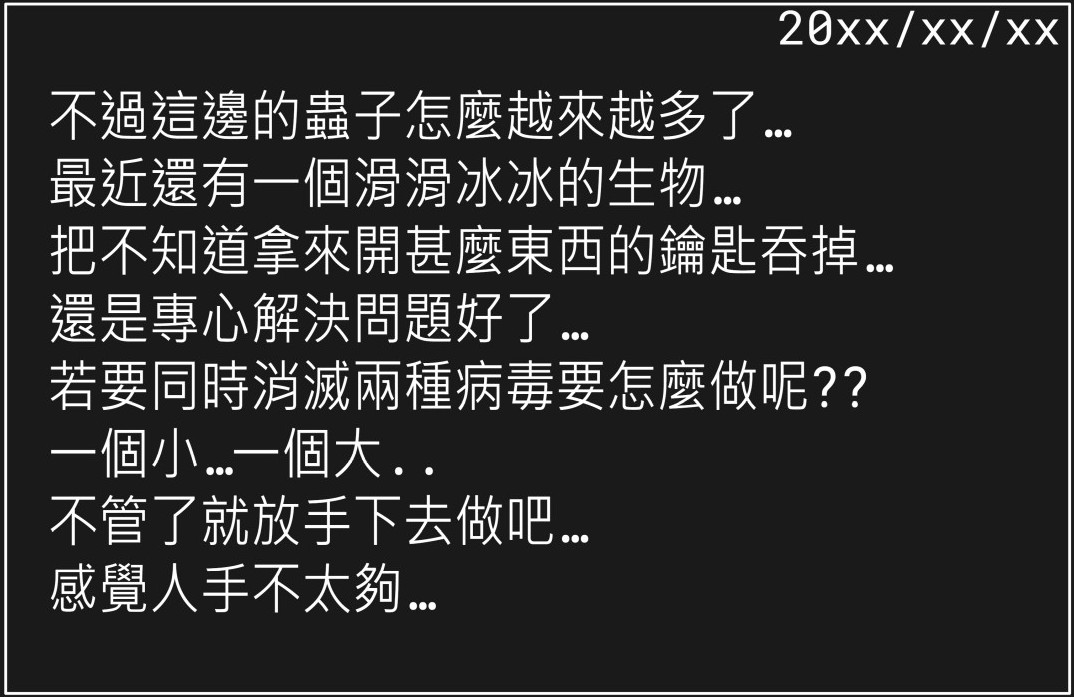 20xx/xx/xx
不過這邊的蟲子怎麼越來越多了…
最近還有一個滑滑冰冰的生物…
把不知道拿來開甚麼東西的鑰匙吞掉…
還是專心解決問題好了…
若要同時消滅兩種病毒要怎麼做呢??
一個小…一個大..
不管了就放手下去做吧…
感覺人手不太夠…